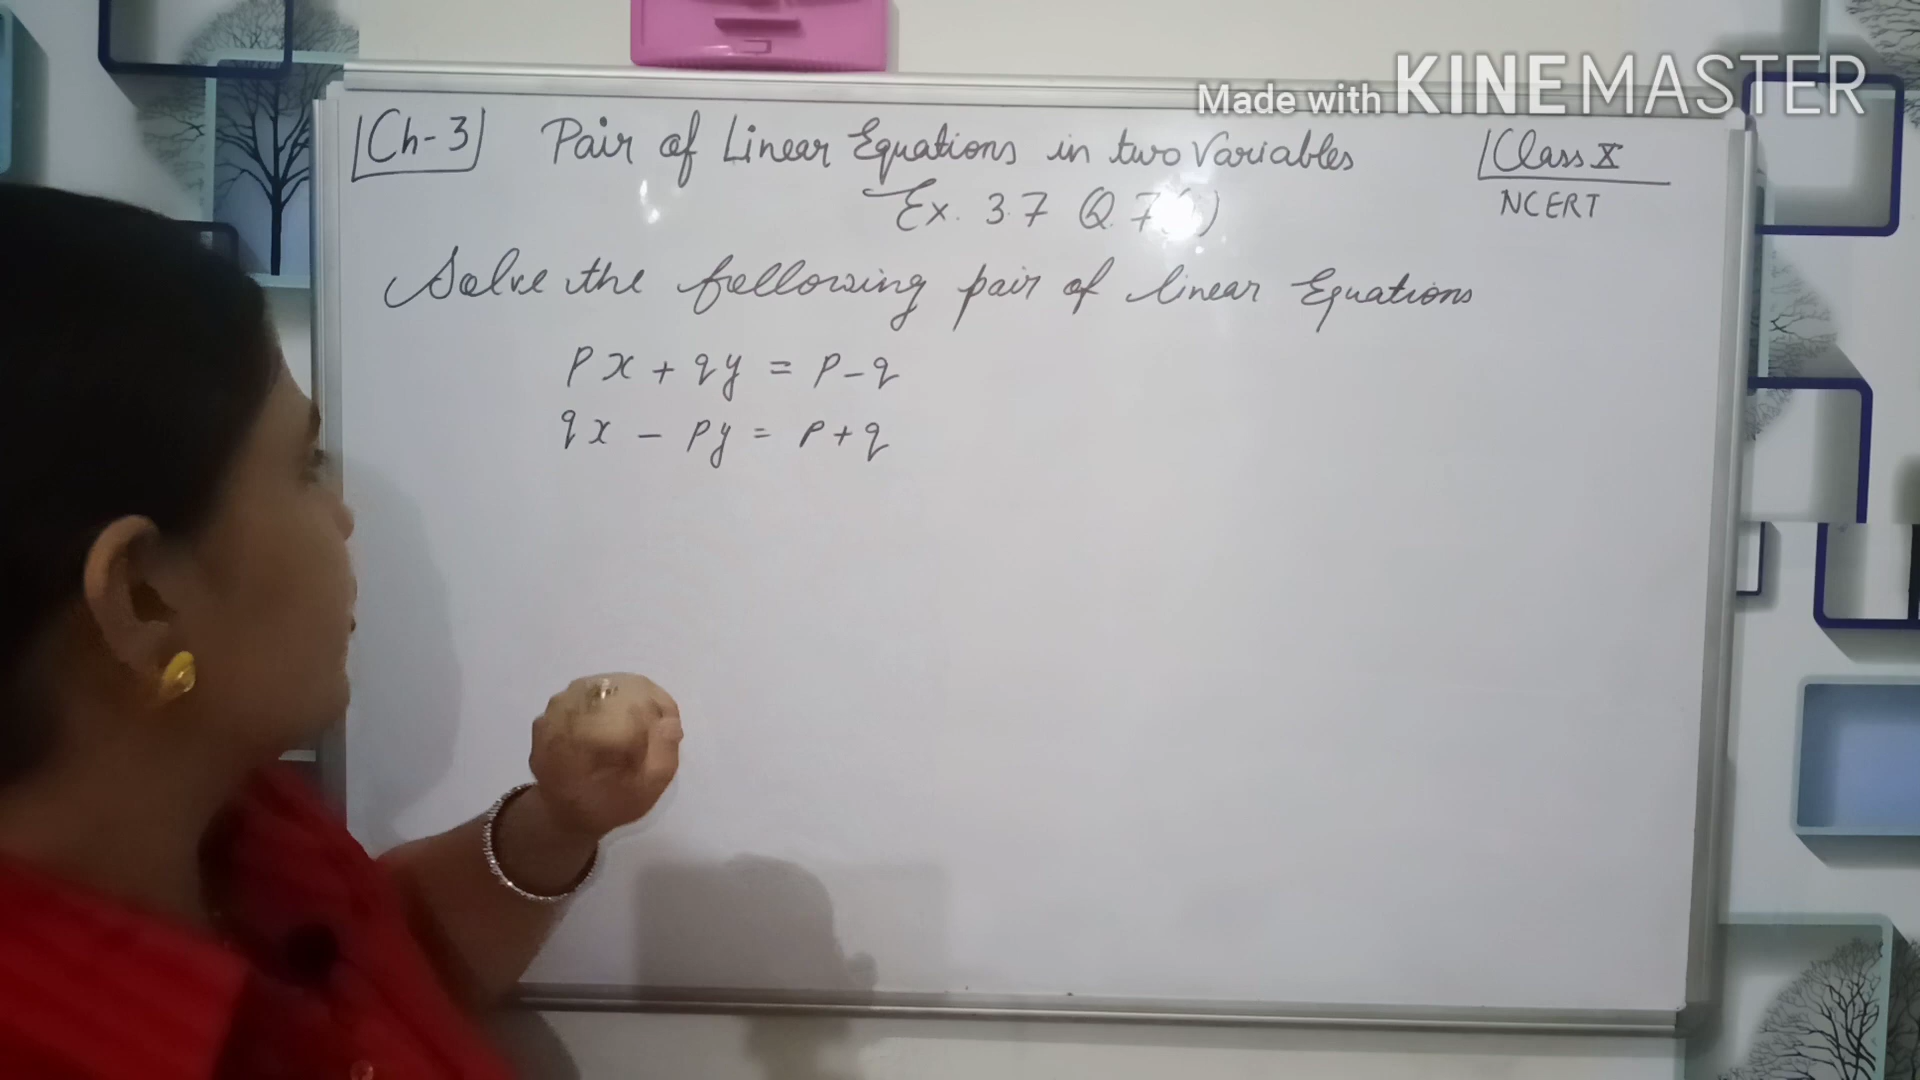 Made with KINEMASTER
Ch-3 Pair of Linear Equations in two Variables Class X
Ex. 3.7 Q. 7 NCERT
Solve the following pair of linear Equations
px + qy = p - q
qx - py = p + q